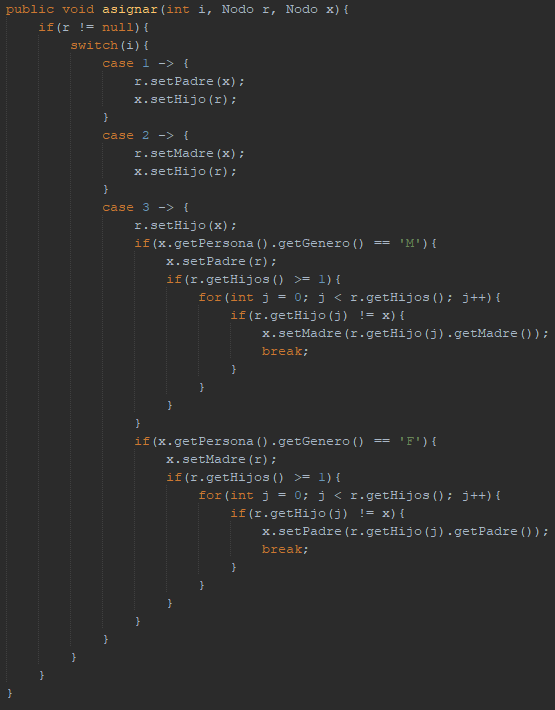 public void asignar(int i, Nodo r, Nodo x){
    if(r != null){
        switch(i){
            case 1 -> {
                r.setPadre(x);
                x.setHijo(r);
            }
            case 2 -> {
                r.setMadre(x);
                x.setHijo(r);
            }
            case 3 -> {
                r.setHijo(x);
                if(x.getPersona().getGenero() == 'M'){
                    x.setPadre(r);
                    if(r.getHijos() >= 1){
                        for(int j = 0; j < r.getHijos(); j++){
                            if(r.getHijo(j) != x){
                                x.setMadre(r.getHijo(j).getMadre());
                                break;
                            }
                        }
                    }
                }
                if(x.getPersona().getGenero() == 'F'){
                    x.setMadre(r);
                    if(r.getHijos() >= 1){
                        for(int j = 0; j < r.getHijos(); j++){
                            if(r.getHijo(j) != x){
                                x.setPadre(r.getHijo(j).getPadre());
                                break;
                            }
                        }
                    }
                }
            }
        }
    }
}